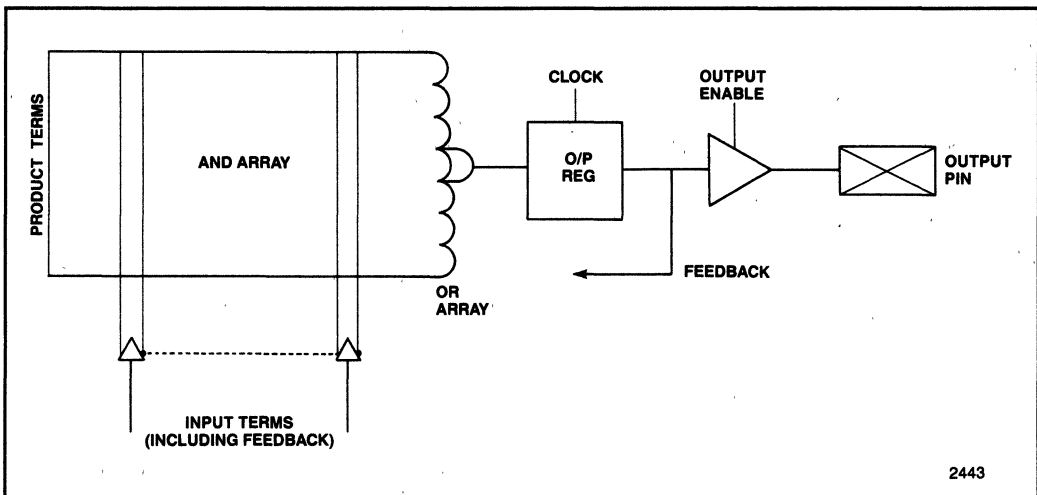 CLOCK
OUTPUT
ENABLE
PRODUCT TERMS
AND ARRAY
O/P
REG
OUTPUT
PIN
FEEDBACK
OR
ARRAY
INPUT TERMS
(INCLUDING FEEDBACK)
2443